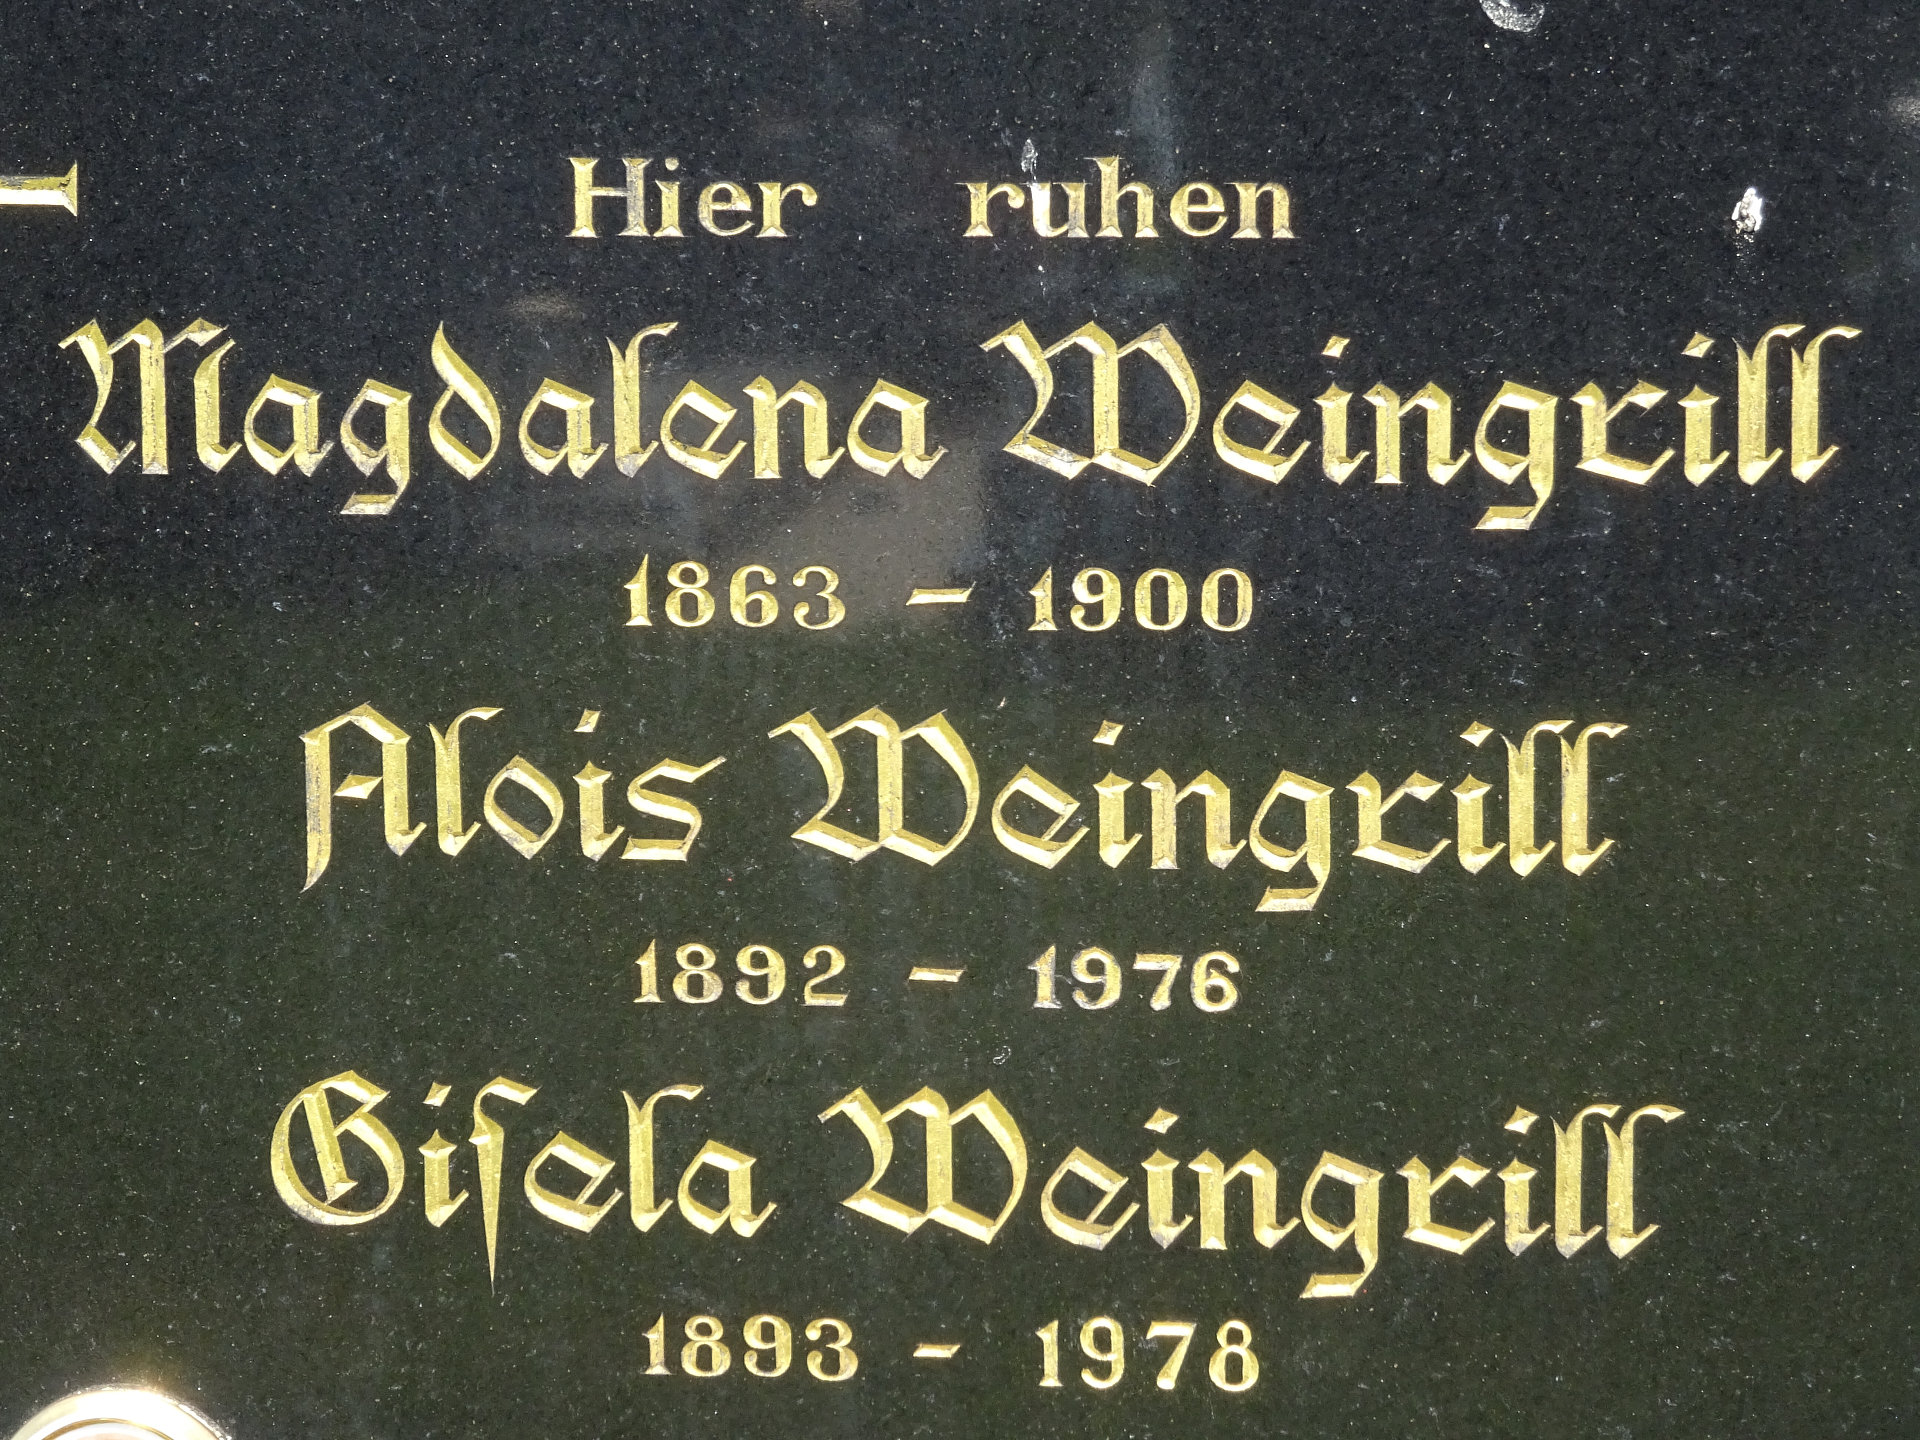 Hier ruhen
Magdalena Weingrill
1863 – 1900
Alois Weingrill
1892 – 1976
Giſela Weingrill
1893 – 1978